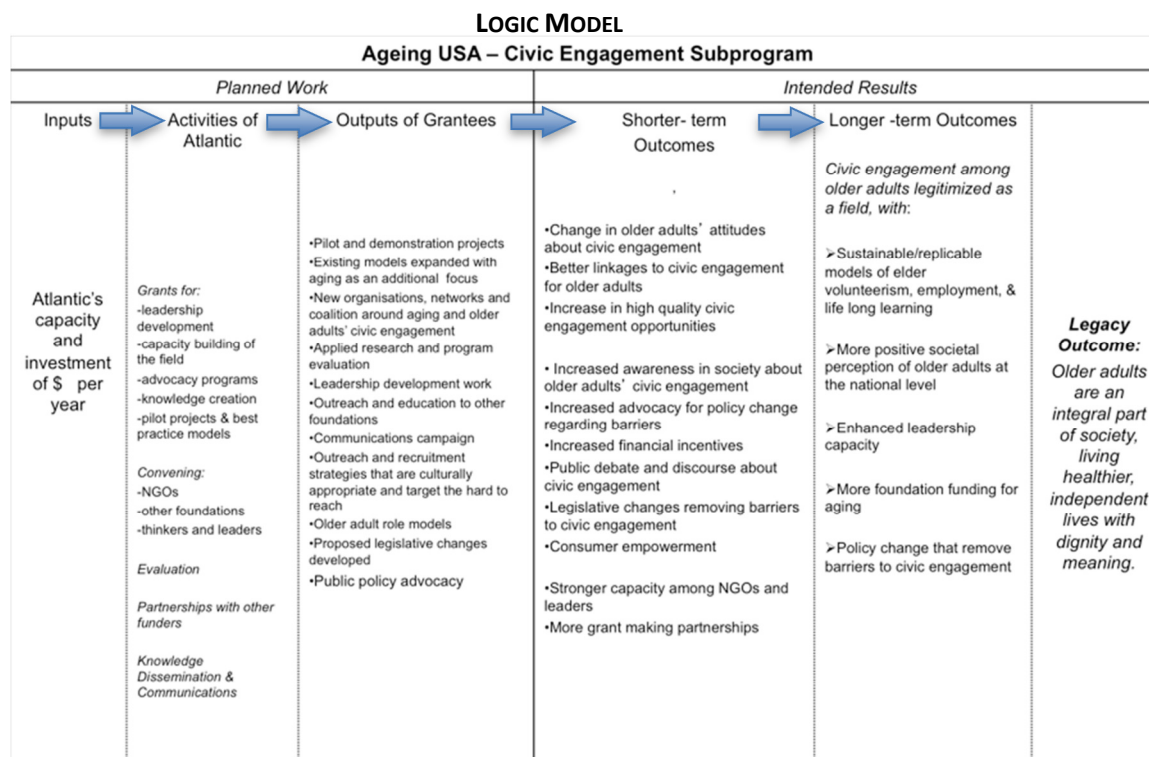 LOGIC MODEL
Ageing USA – Civic Engagement Subprogram
Planned Work
Intended Results
Inputs
Activities of
Atlantic
Outputs of Grantees
Shorter- term
Outcomes
Longer -term Outcomes
Atlantic's
capacity
and
investment
of $ per
year
Grants for:
-leadership
development
-capacity building of
the field
-advocacy programs
-knowledge creation
-pilot projects & best
practice models
Convening:
-NGOs
-other foundations
-thinkers and leaders
Evaluation
Partnerships with other
funders
Knowledge
Dissemination &
Communications
•Pilot and demonstration projects
•Existing models expanded with
aging as an additional focus
•New organisations, networks and
coalition around aging and older
adults' civic engagement
•Applied research and program
evaluation
•Leadership development work
•Outreach and education to other
foundations
•Communications campaign
•Outreach and recruitment
strategies that are culturally
appropriate and target the hard to
reach
•Older adult role models
•Proposed legislative changes
developed
•Public policy advocacy
,
•Change in older adults' attitudes
about civic engagement
•Better linkages to civic engagement
for older adults
•Increase in high quality civic
engagement opportunities
• Increased awareness in society about
older adults' civic engagement
•Increased advocacy for policy change
regarding barriers
•Increased financial incentives
•Public debate and discourse about
civic engagement
•Legislative changes removing barriers
to civic engagement
•Consumer empowerment
•Stronger capacity among NGOs and
leaders
•More grant making partnerships
Civic engagement among
older adults legitimized as
a field, with:
➢Sustainable/replicable
models of elder
volunteerism, employment, &
life long learning
➢More positive societal
perception of older adults at
the national level
➢Enhanced leadership
capacity
➢More foundation funding for
aging
➢Policy change that remove
barriers to civic engagement
Legacy
Outcome:
Older adults
are an
integral part
of society,
living
healthier,
independent
lives with
dignity and
meaning.